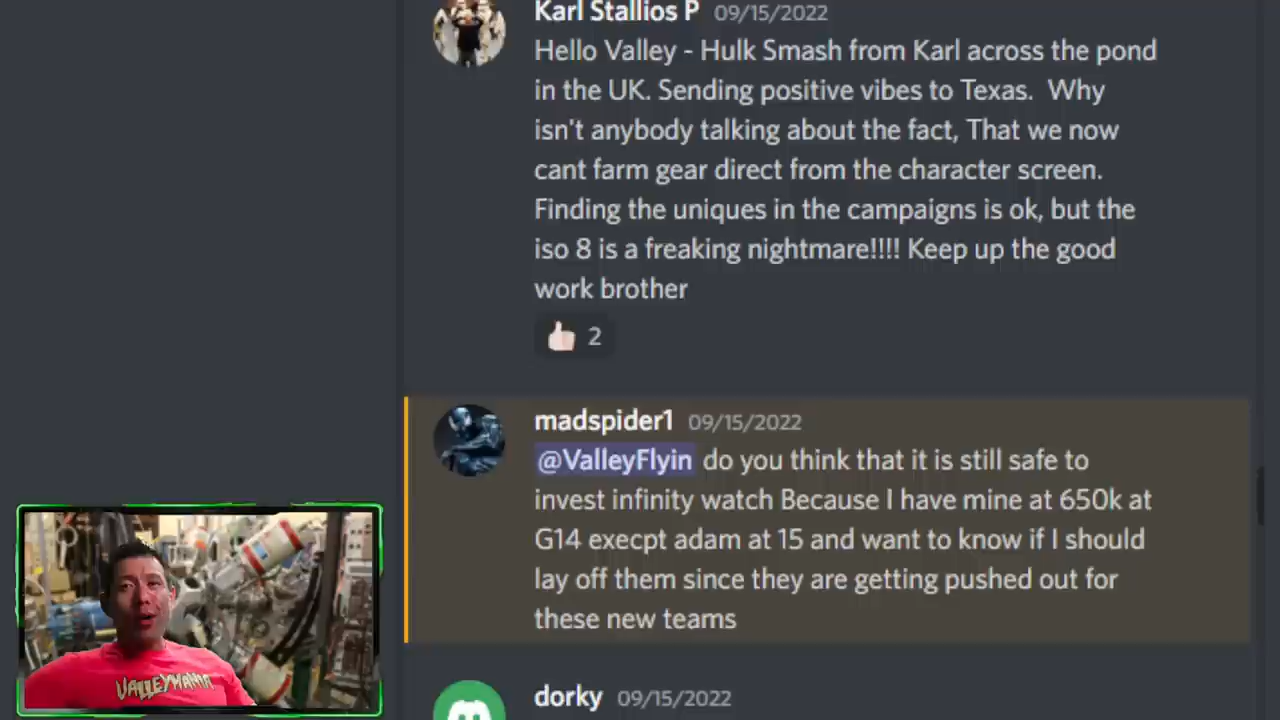 Karl Stallios P 09/15/2022
Hello Valley - Hulk Smash from Karl across the pond
in the UK. Sending positive vibes to Texas.  Why
isn't anybody talking about the fact, That we now
cant farm gear direct from the character screen.
Finding the uniques in the campaigns is ok, but the
iso 8 is a freaking nightmare!!!! Keep up the good
work brother
2
madspider1 09/15/2022
@ValleyFlyin do you think that it is still safe to
invest infinity watch Because I have mine at 650k at
G14 execpt adam at 15 and want to know if I should
lay off them since they are getting pushed out for
these new teams
dorky 09/15/2022
VALLEYMANIA